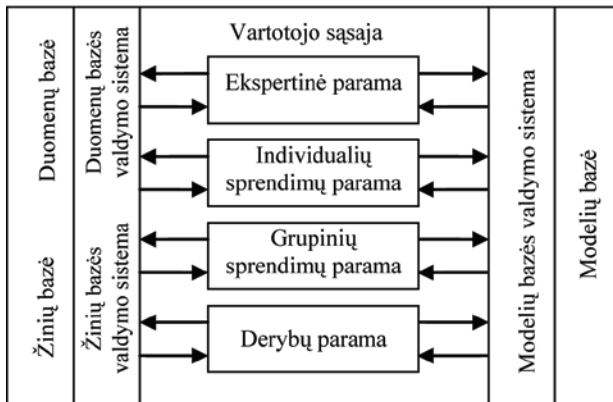 Duomenų bazė
Žinių bazė
Duomenų bazės
valdymo sistema
Žinių bazės
valdymo sistema
Vartotojo sąsaja
Ekspertinė parama
Individualių
sprendimų parama
Grupinių
sprendimų parama
Derybų parama
Modelių bazės valdymo sistema
Modelių bazė